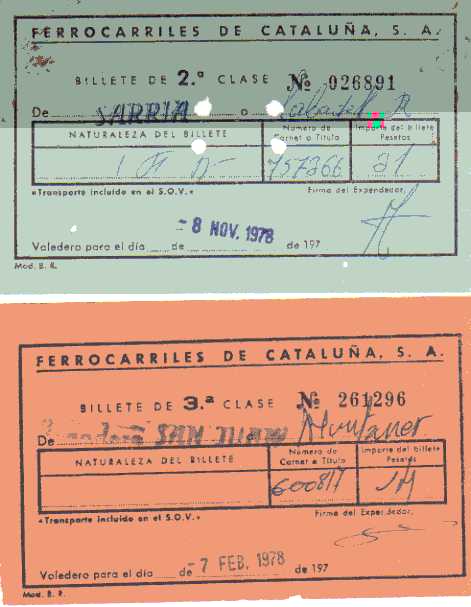 FERROCARRILES DE CATALUÑA, S. A.
BILLETE DE 2.ª CLASE Nº 026891
De SARRIA a Sabadell R
NATURALEZA DEL BILLETE Número de Carnet o Título Importe del billete Pesetas
757266 21
«Transporte incluido en el S.O.V.» Firma del Expendedor,
-8 NOV. 1978
Valedero para el día de de 197
Mod. B. R.
FERROCARRILES DE CATALUÑA, S. A.
BILLETE DE 3.ª CLASE Nº 261296
De SAN Muntaner
NATURALEZA DEL BILLETE Número de Carnet o Título Importe del billete Pesetas
600817
«Transporte incluido en el S.O.V.» Firma del Expendedor,
-7 FEB. 1978
Valedero para el día de de 197
Mod. B. R.